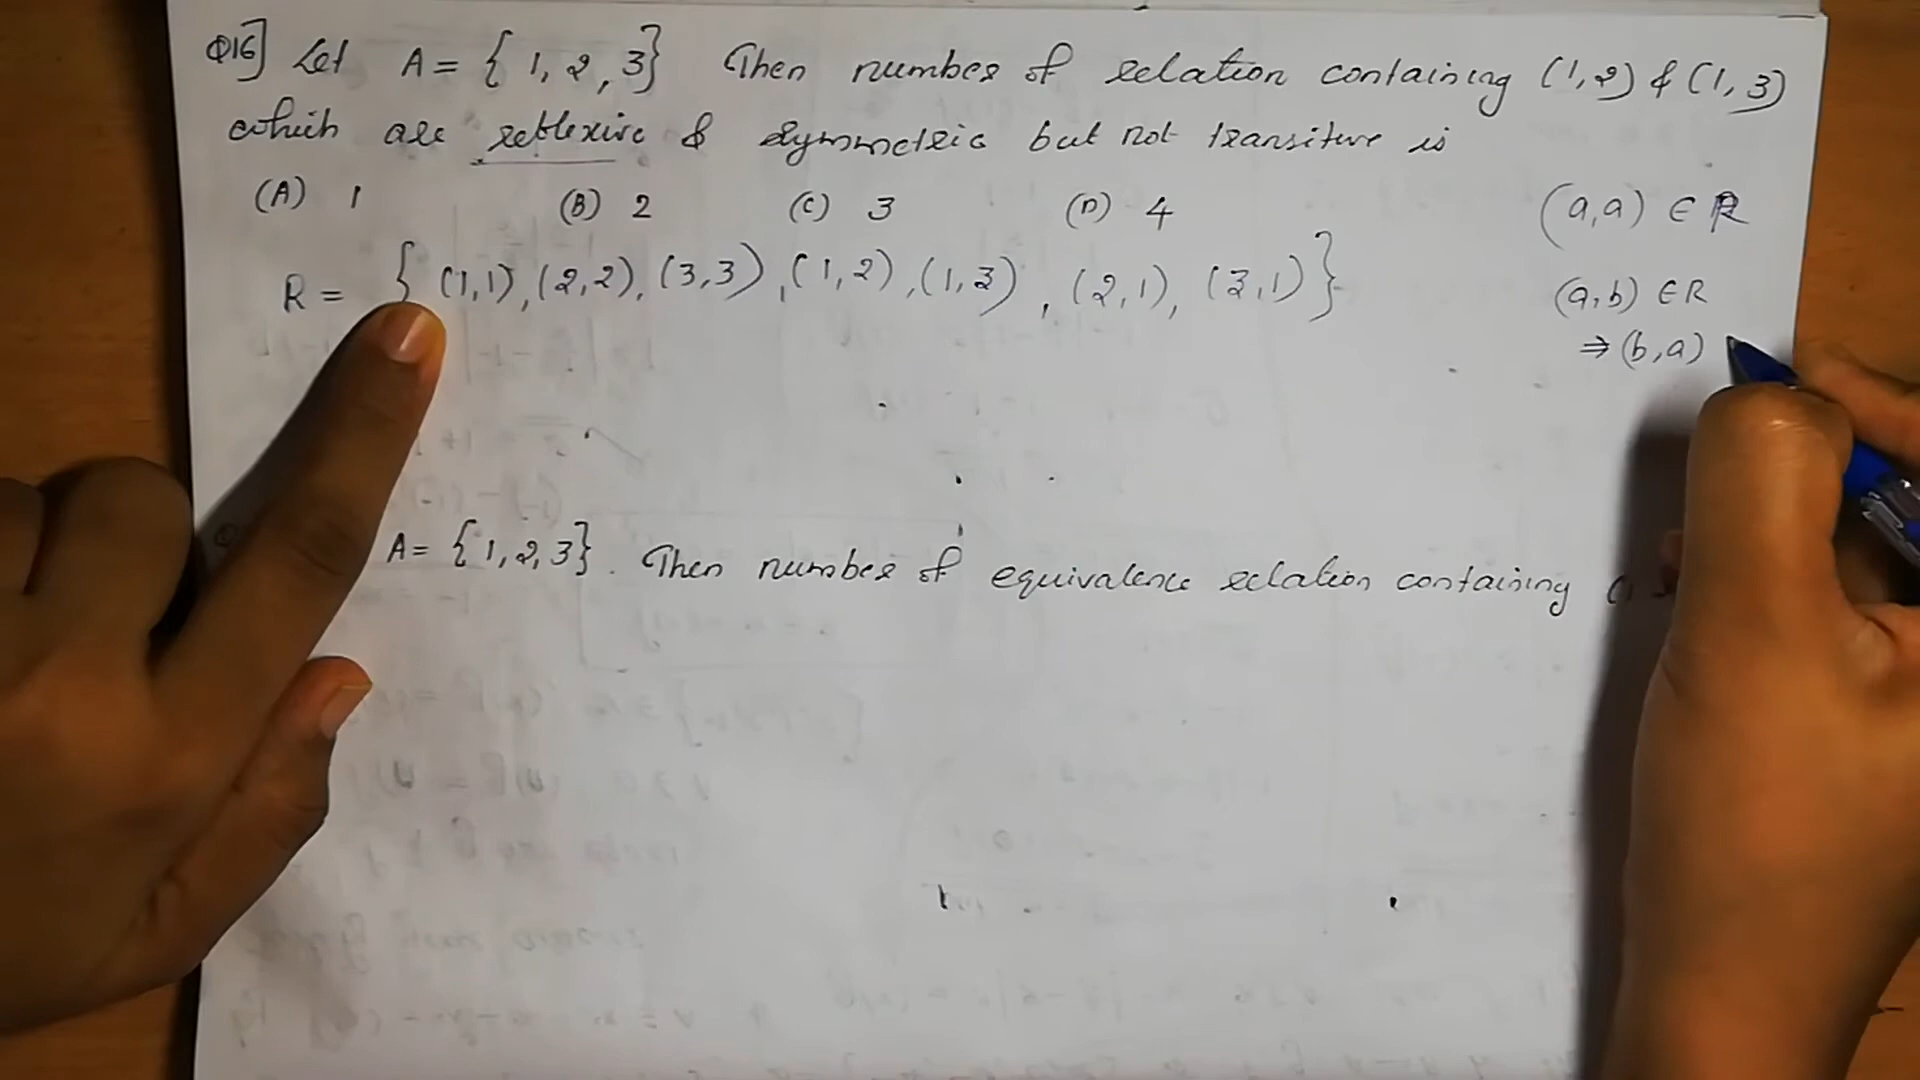 Q16] Let A = { 1, 2, 3} Then number of relation containing (1,2) & (1,3)
which are reflexive & symmetric but not transitive is
(A) 1 (B) 2 (C) 3 (D) 4
(a,a) ∈ R
R = { (1,1), (2,2), (3,3), (1,2), (1,3), (2,1), (3,1) }
(a,b) ∈ R
⇒ (b,a)
A = {1,2,3}. Then number of equivalence relation containing